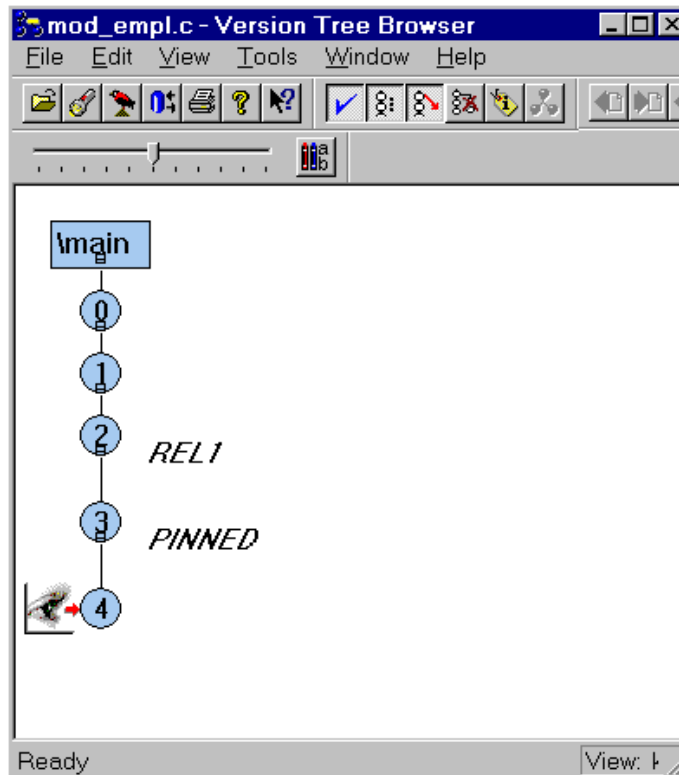 mod_empl.c - Version Tree Browser
File Edit View Tools Window Help
a
b
\main
0
1
2
REL1
3
PINNED
4
Ready
View: